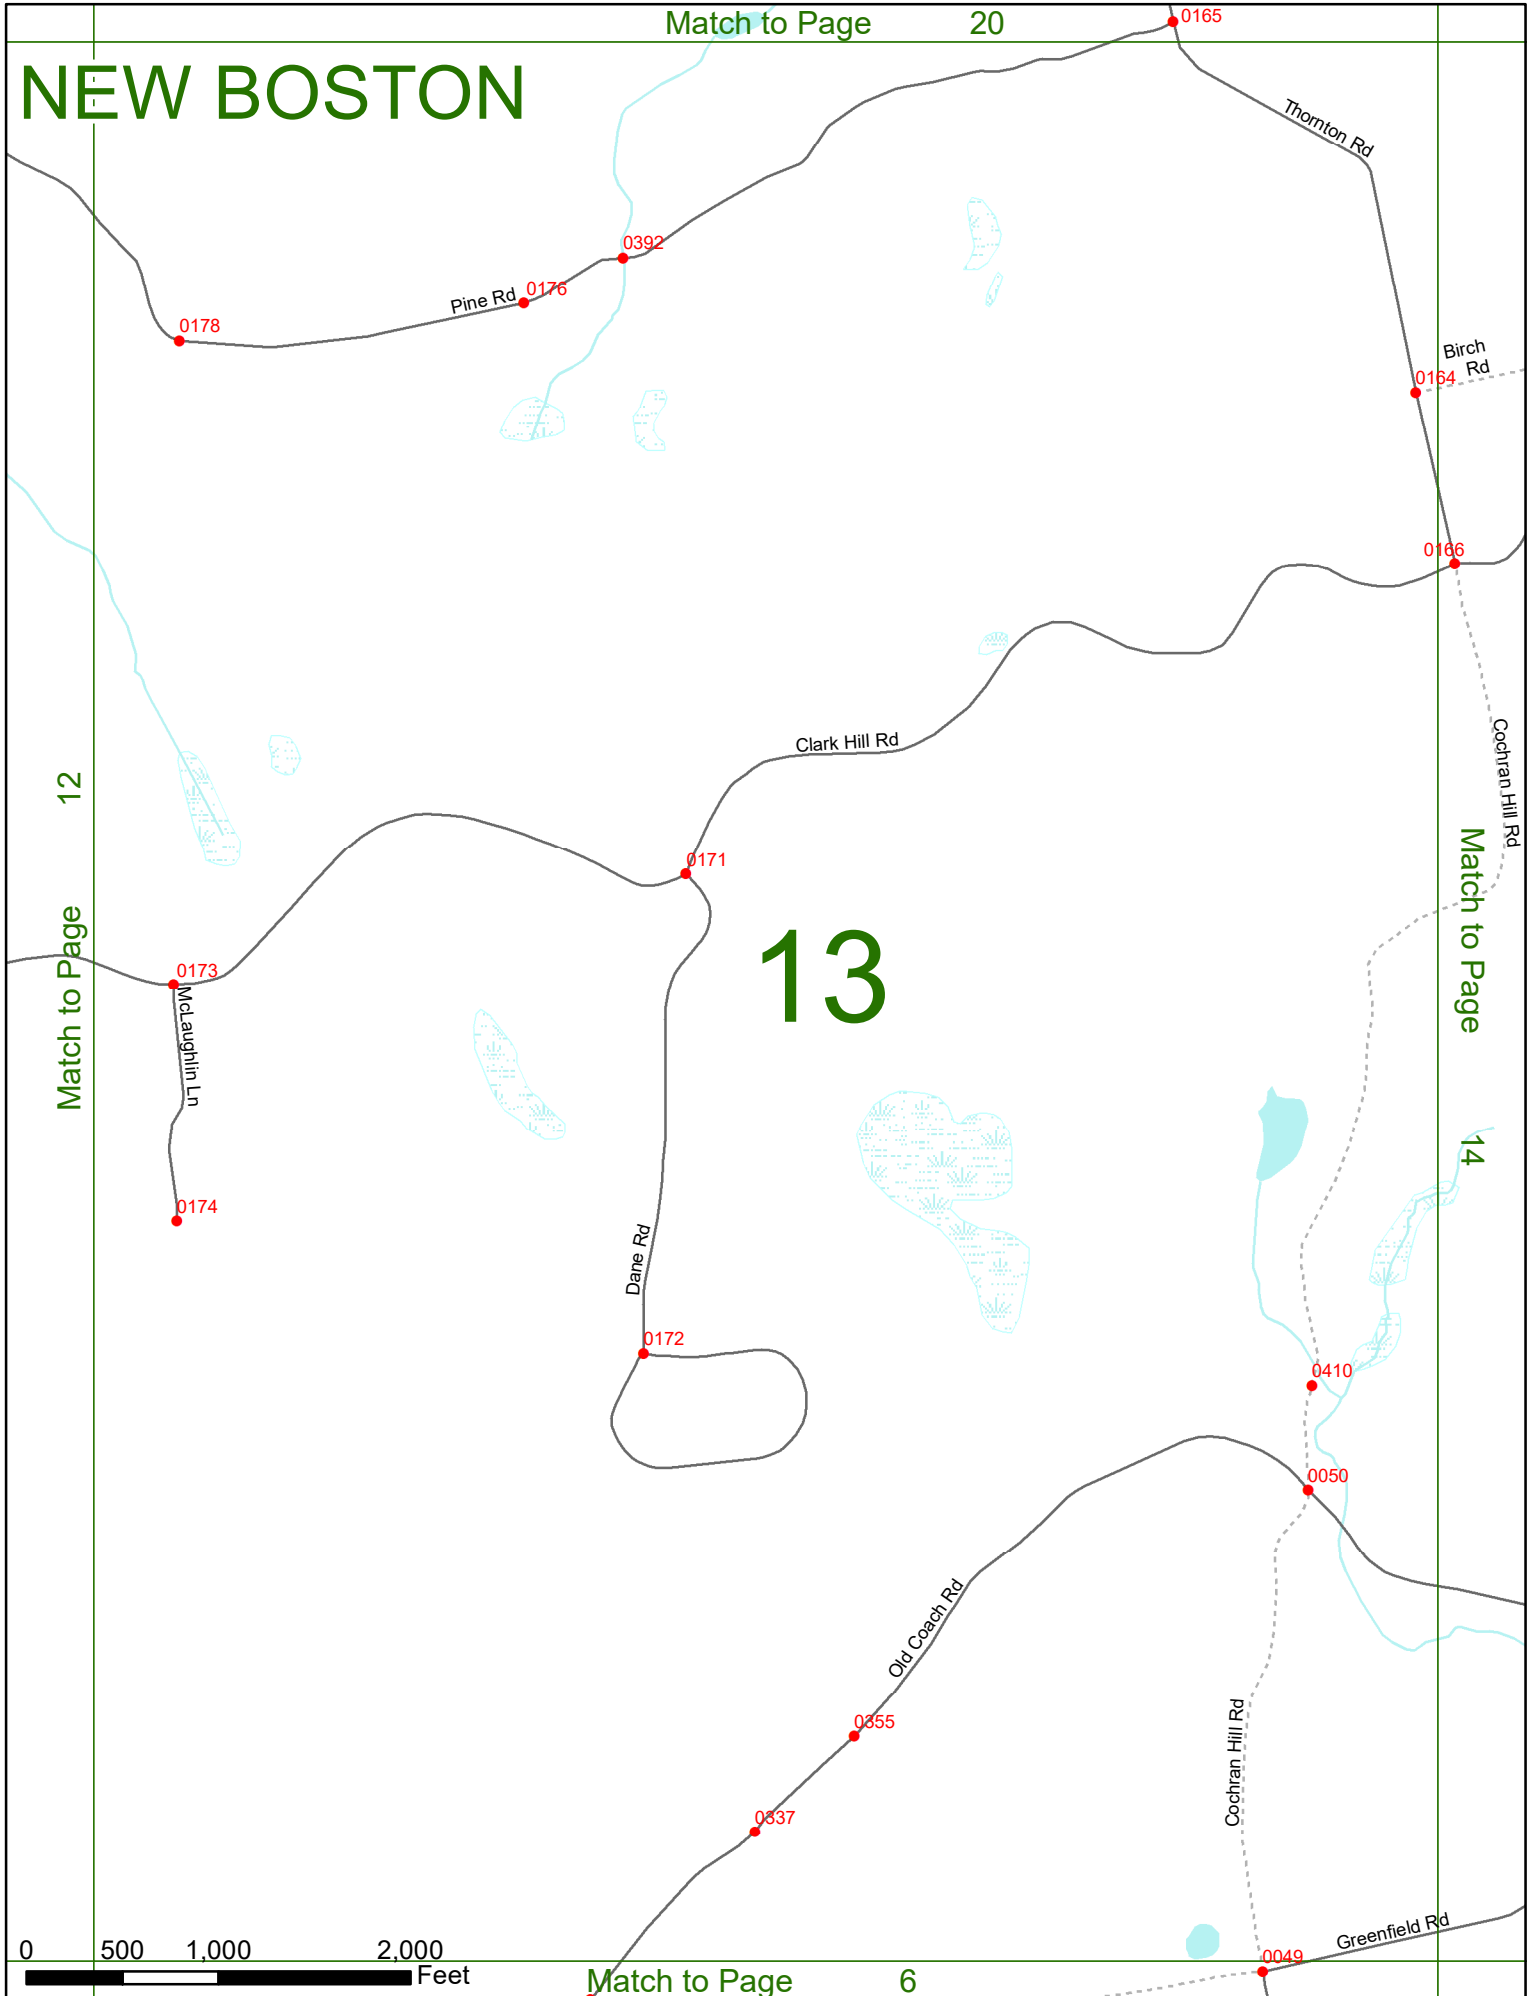 Match to Page 20
0165
NEW BOSTON
Thornton Rd
0392
0176
Pine Rd
0178
Birch
Rd
0164
0166
Cochran Hill Rd
Clark Hill Rd
Match to Page 12
0171
Match to Page 14
13
0173
McLaughlin Ln
0174
Dane Rd
0172
0410
0050
Old Coach Rd
0355
Cochran Hill Rd
0337
Greenfield Rd
0049
0 500 1,000 2,000
Feet
Match to Page 6